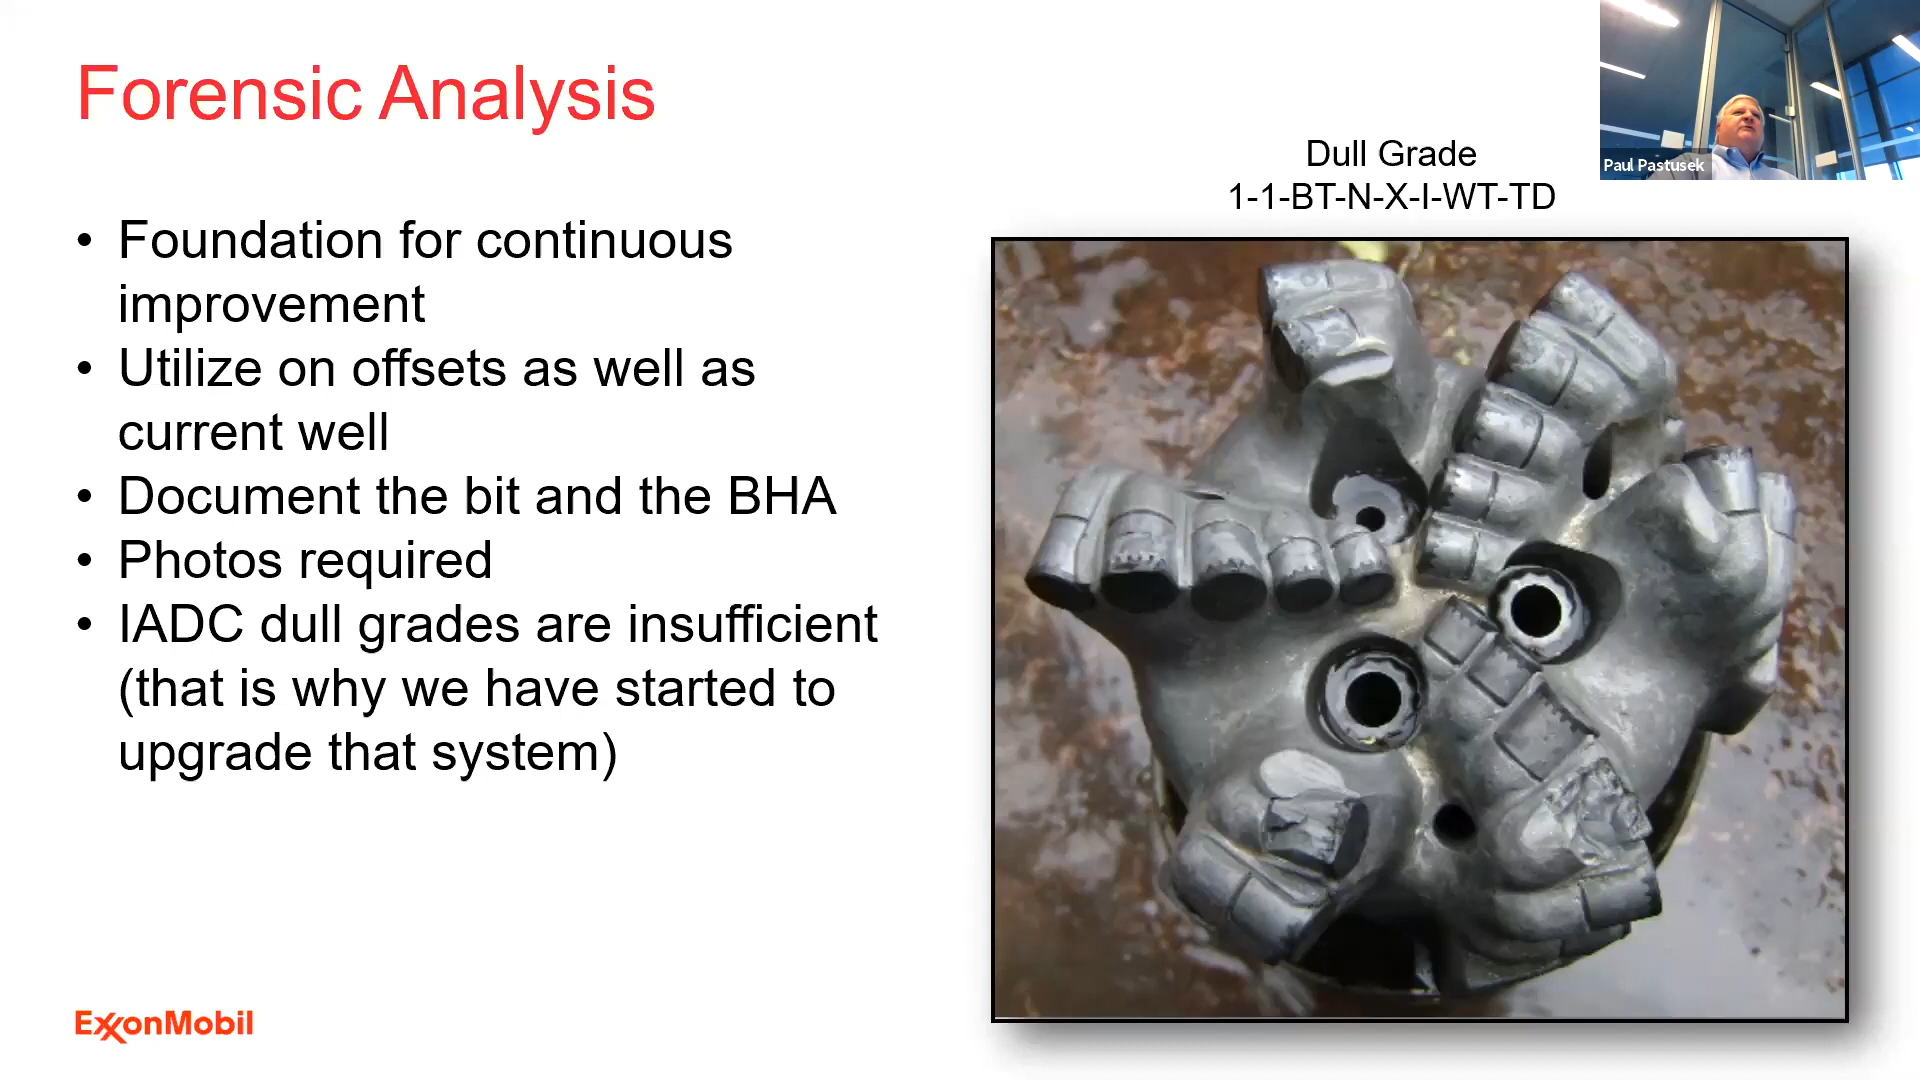 Forensic Analysis
• Foundation for continuous
improvement
• Utilize on offsets as well as
current well
• Document the bit and the BHA
• Photos required
• IADC dull grades are insufficient
(that is why we have started to
upgrade that system)
Dull Grade
1-1-BT-N-X-I-WT-TD
Paul Pastusek
ExxonMobil